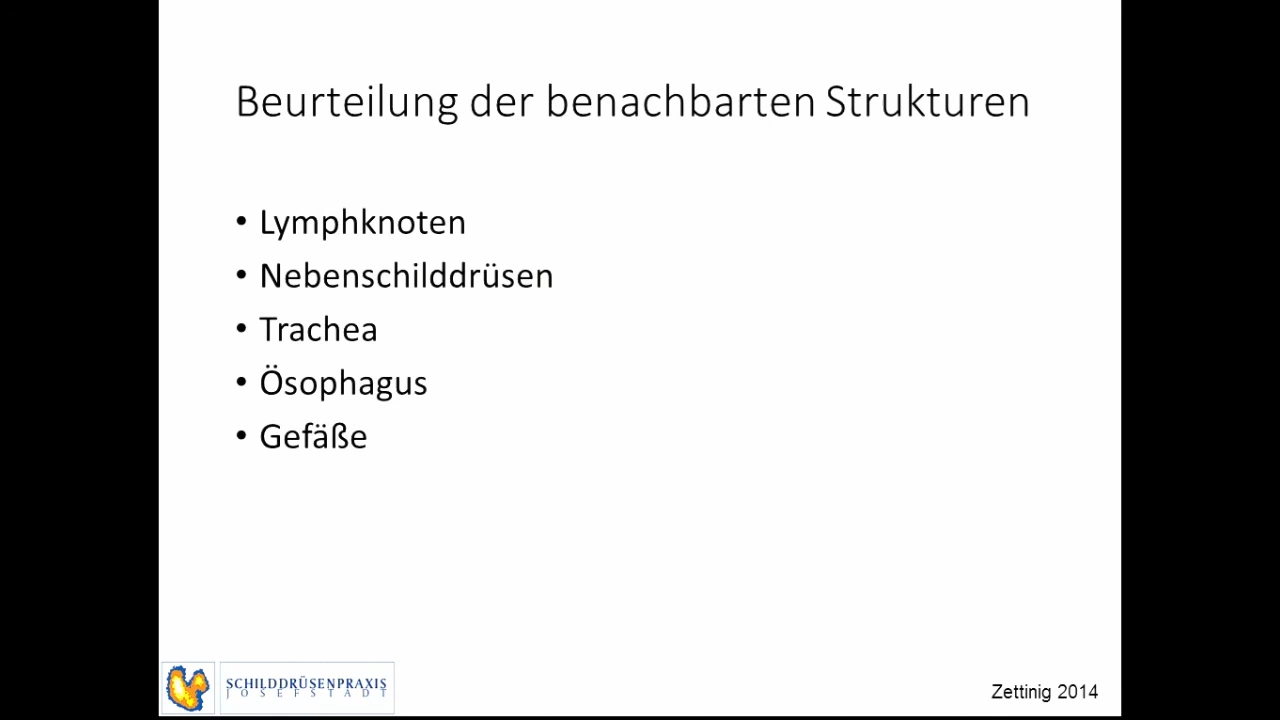 Beurteilung der benachbarten Strukturen
• Lymphknoten
• Nebenschilddrüsen
• Trachea
• Ösophagus
• Gefäße
SCHILDDRÜSENPRAXIS
JOSEFSTADT
Zettinig 2014